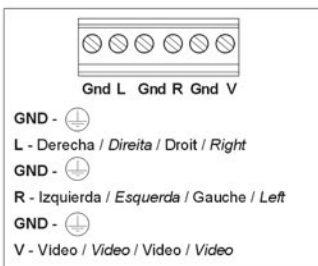 Gnd L Gnd R Gnd V
GND -
L - Derecha / Direita / Droit / Right
GND -
R - Izquierda / Esquerda / Gauche / Left
GND -
V - Video / Video / Video / Video